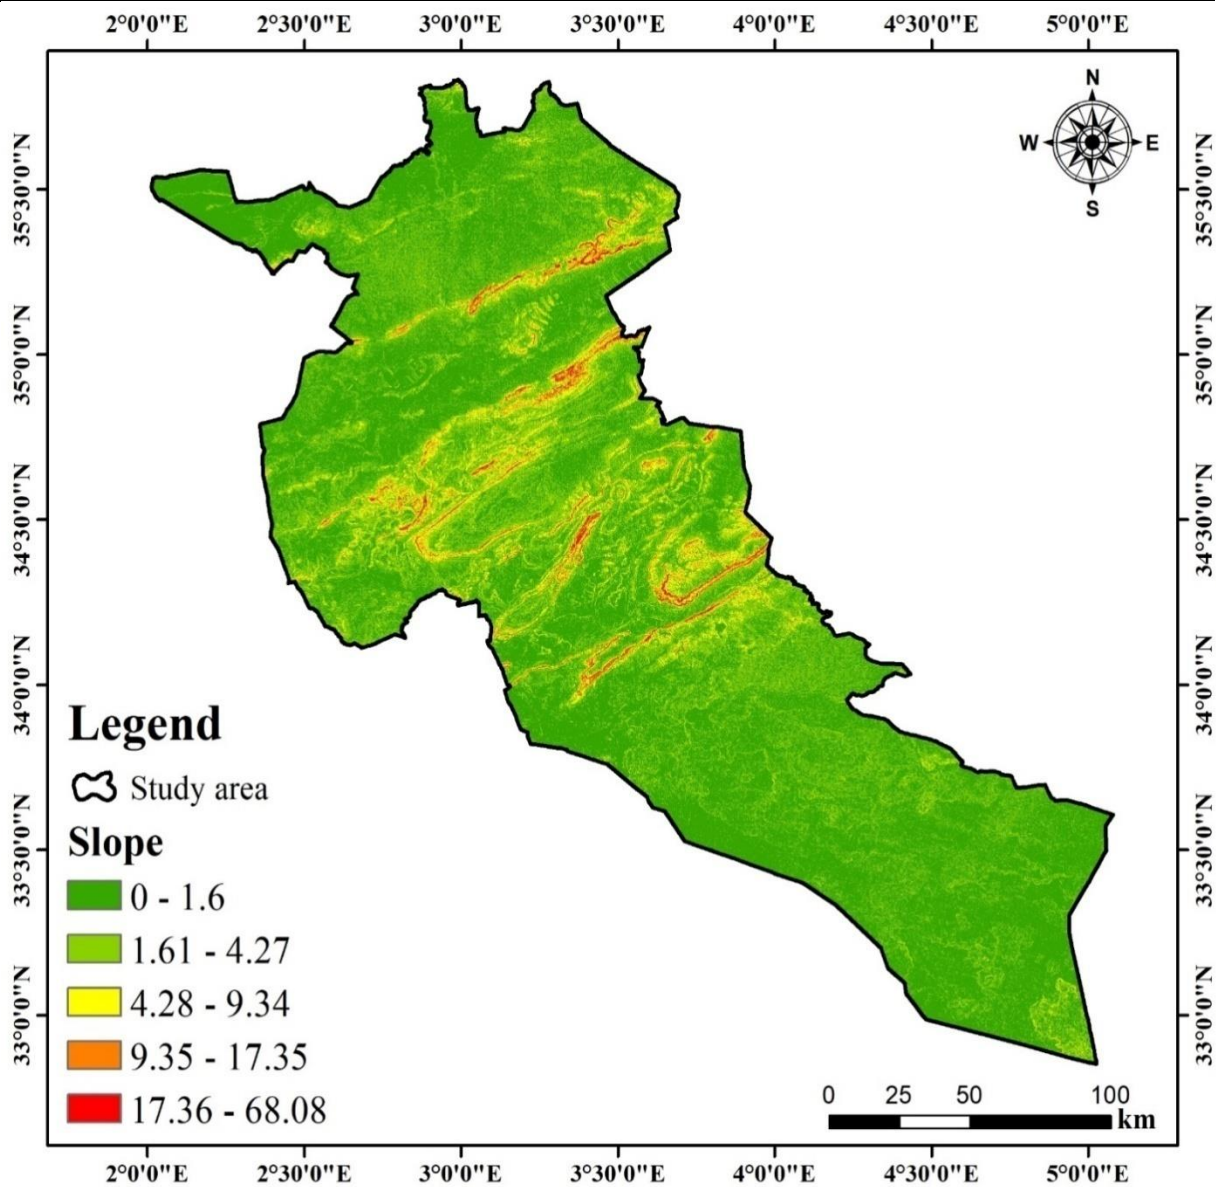 2°0'0"E 2°30'0"E 3°0'0"E 3°30'0"E 4°0'0"E 4°30'0"E 5°0'0"E
N
W E
S
35°30'0"N 35°30'0"N
35°0'0"N 35°0'0"N
34°30'0"N 34°30'0"N
34°0'0"N 34°0'0"N
Legend
Study area
Slope
33°30'0"N 33°30'0"N
0 - 1.6
1.61 - 4.27
4.28 - 9.34
33°0'0"N 33°0'0"N
9.35 - 17.35
17.36 - 68.08
0 25 50 100
km
2°0'0"E 2°30'0"E 3°0'0"E 3°30'0"E 4°0'0"E 4°30'0"E 5°0'0"E